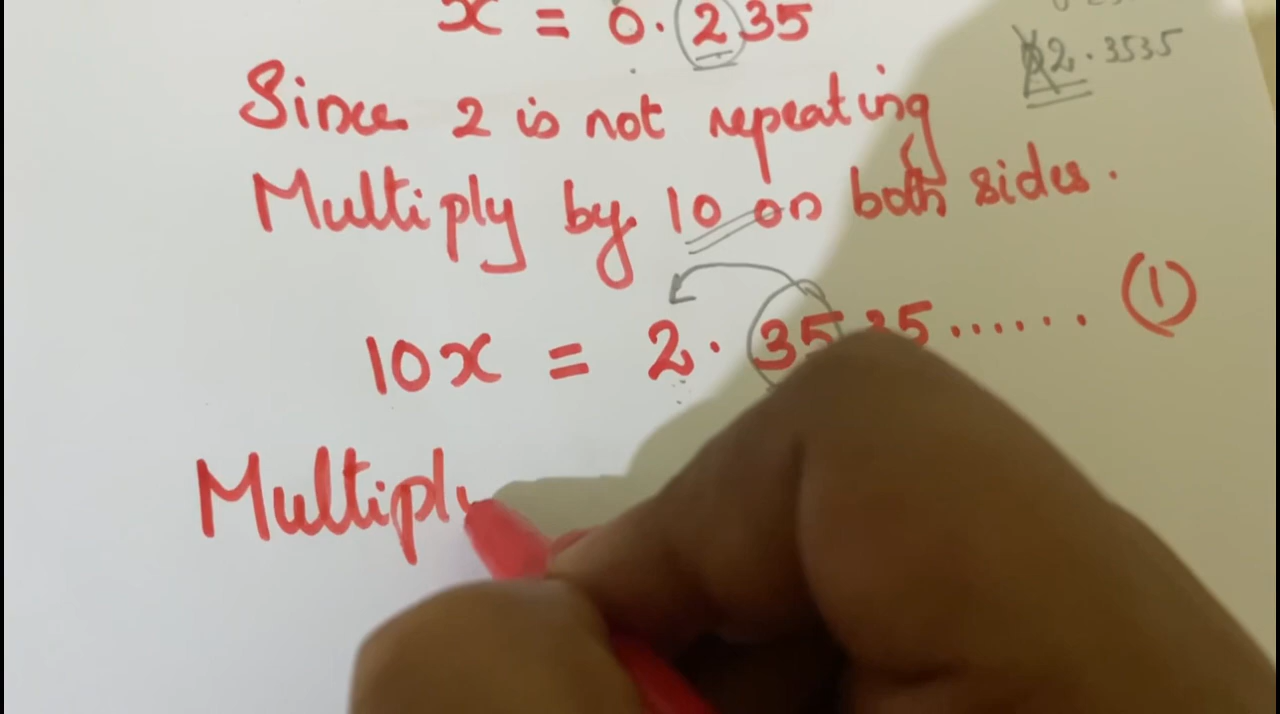 x = 0.235
2.3535
Since 2 is not repeating
Multiply by 10 on both sides.
10x = 2.3535...... (1)
Multiply